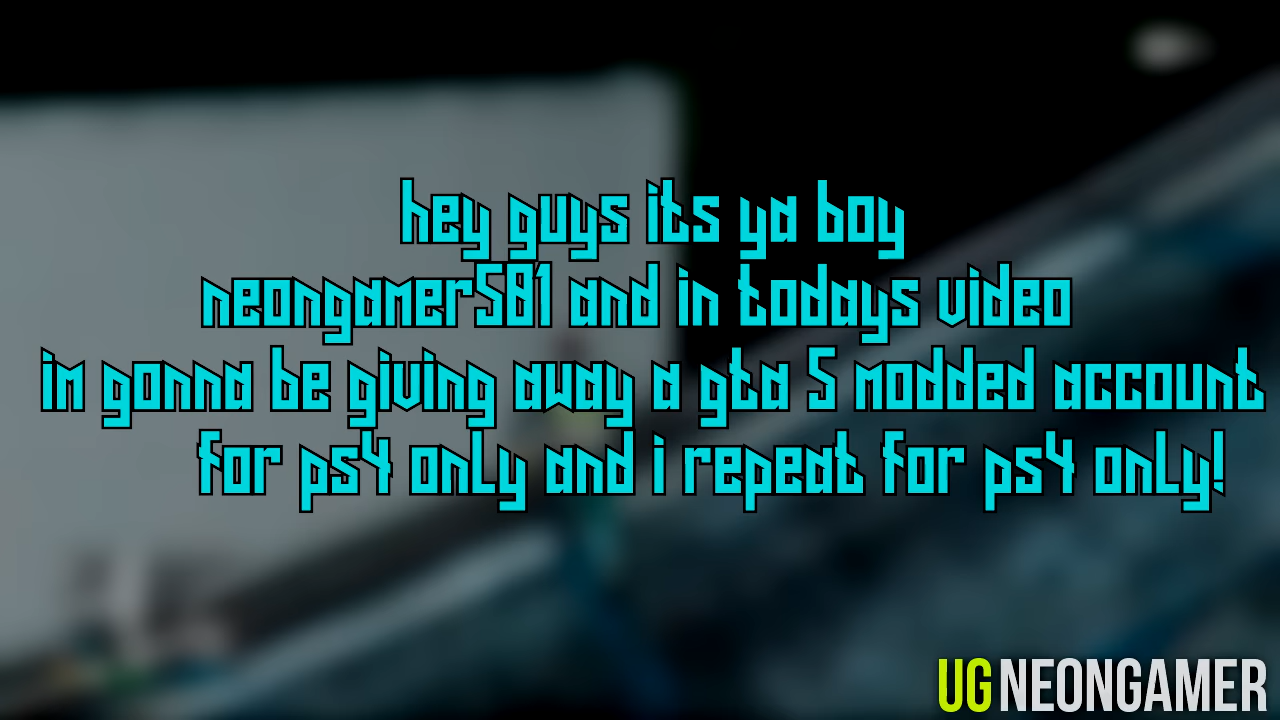 hey guys its ya boy
neongamer581 and in todays video
im gonna be giving away a gta 5 modded account
for ps4 only and i repeat for ps4 only!
UG NEONGAMER